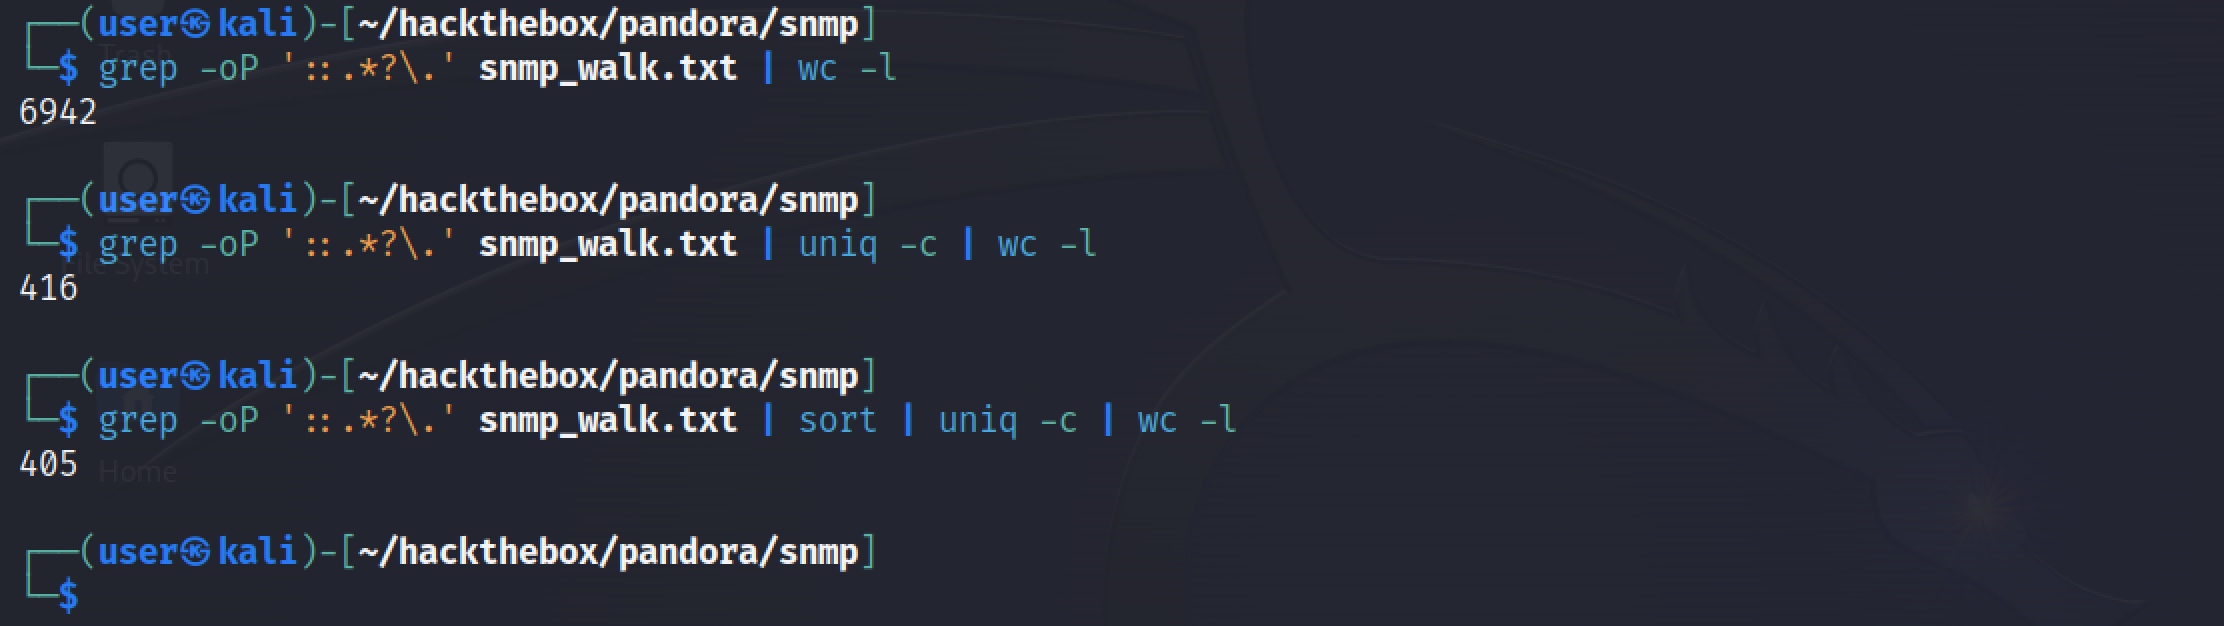 ┌──(user㉿kali)-[~/hackthebox/pandora/snmp]
└─$ grep -oP '::.*?\.' snmp_walk.txt | wc -l
6942
┌──(user㉿kali)-[~/hackthebox/pandora/snmp]
└─$ grep -oP '::.*?\.' snmp_walk.txt | uniq -c | wc -l
416
┌──(user㉿kali)-[~/hackthebox/pandora/snmp]
└─$ grep -oP '::.*?\.' snmp_walk.txt | sort | uniq -c | wc -l
405
┌──(user㉿kali)-[~/hackthebox/pandora/snmp]
└─$
Trash
File System
Home